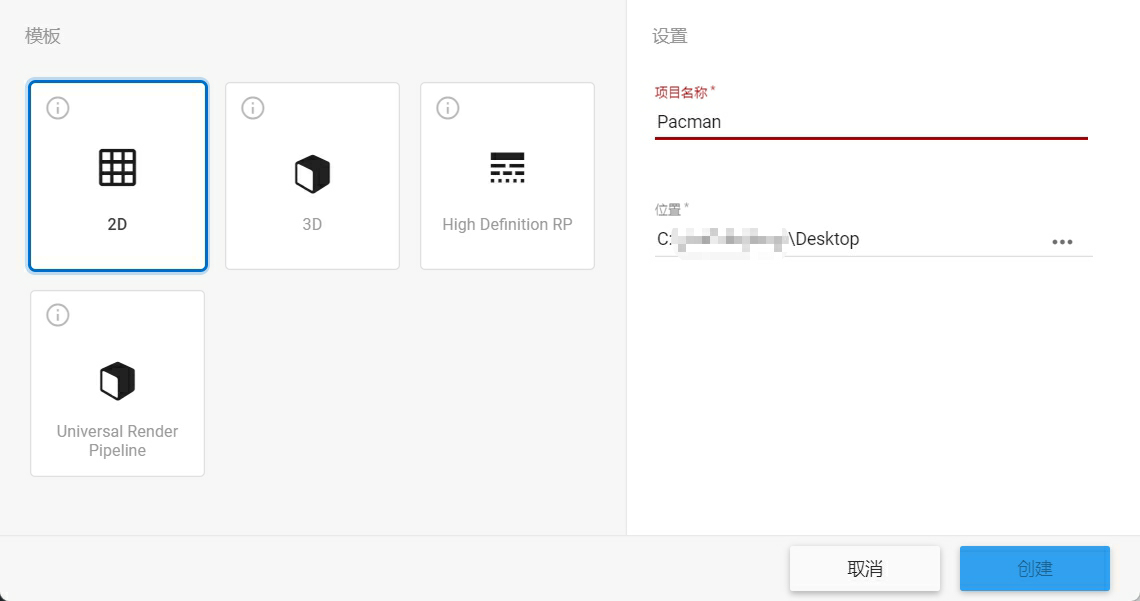 模板
2D
3D
High Definition RP
Universal Render
Pipeline
设置
项目名称 *
Pacman
位置 *
C:
\Desktop
取消
创建